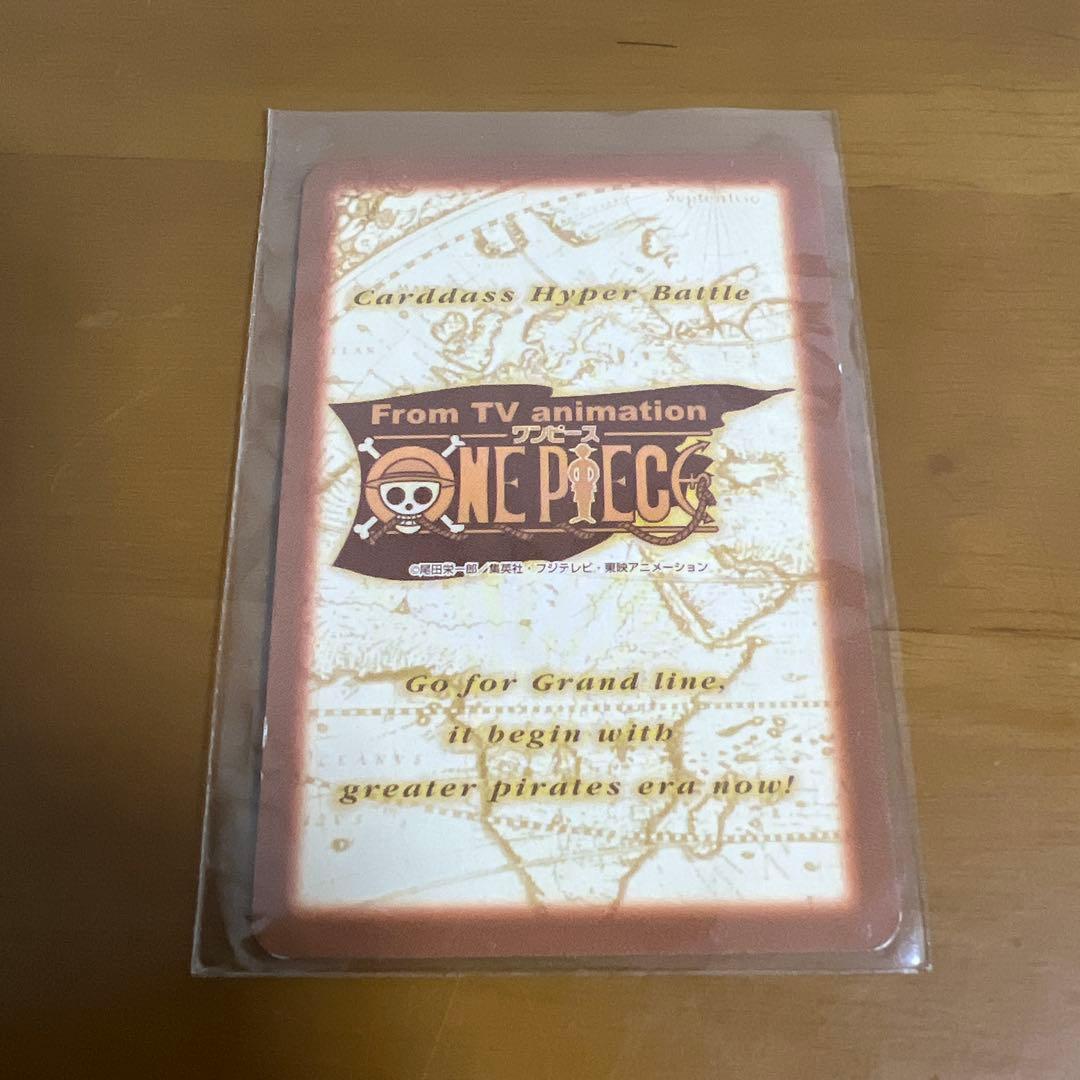 Septentrio
Carddass Hyper Battle
From TV animation
ワンピース
ONE PIECE
©尾田栄一郎／集英社・フジテレビ・東映アニメーション
Go for Grand line,
it begin with
greater pirates era now!